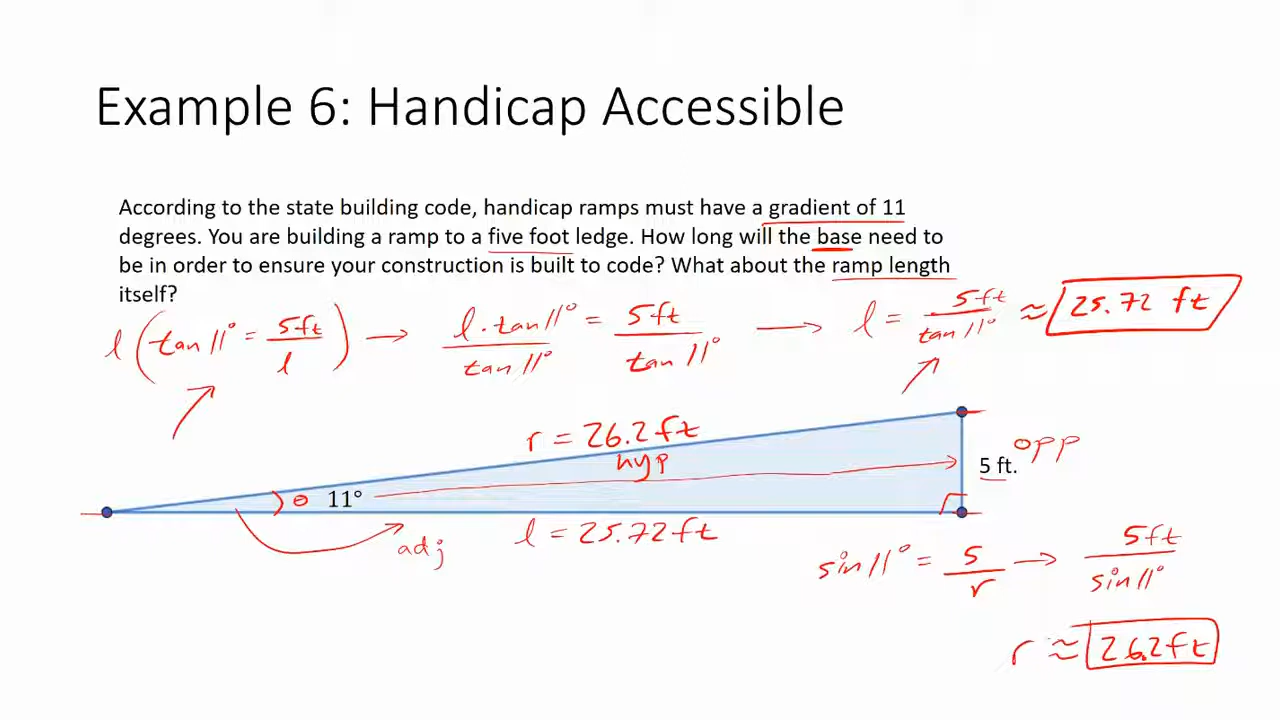 Example 6: Handicap Accessible
According to the state building code, handicap ramps must have a gradient of 11
degrees. You are building a ramp to a five foot ledge. How long will the base need to
be in order to ensure your construction is built to code? What about the ramp length
itself?
l (tan 11° = 5ft / l) → l · tan 11° / tan 11° = 5ft / tan 11° → l = 5ft / tan 11° ≈ 25.72 ft
r = 26.2 ft
hyp
5 ft. opp
θ 11°
adj
l = 25.72 ft
sin 11° = 5 / r → 5ft / sin 11°
r ≈ 26.2 ft